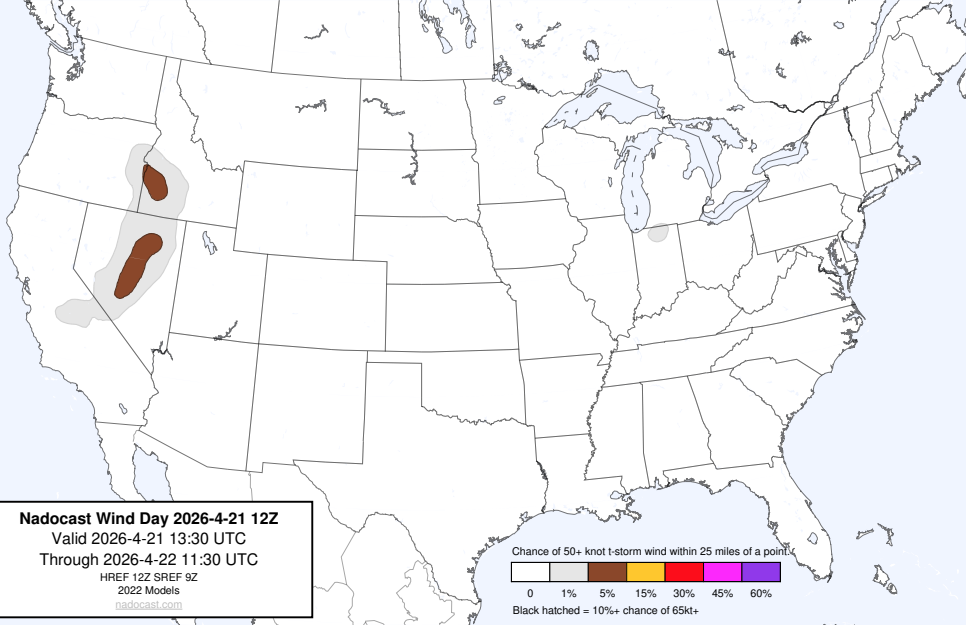 Nadocast Wind Day 2026-4-21 12Z
Valid 2026-4-21 13:30 UTC
Through 2026-4-22 11:30 UTC
HREF 12Z SREF 9Z
2022 Models
nadocast.com
Chance of 50+ knot t-storm wind within 25 miles of a point.
0 1% 5% 15% 30% 45% 60%
Black hatched = 10%+ chance of 65kt+